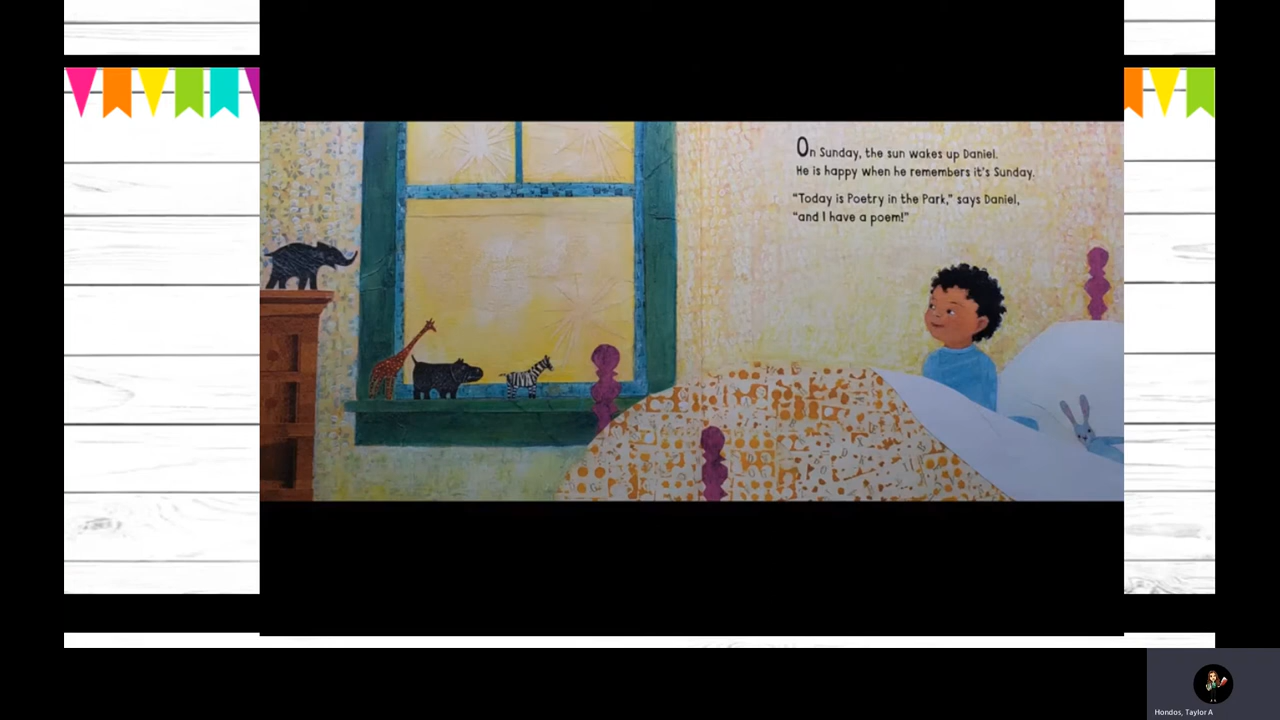 On Sunday, the sun wakes up Daniel.
He is happy when he remembers it's Sunday.
“Today is Poetry in the Park,” says Daniel,
“and I have a poem!”
Hondos, Taylor A